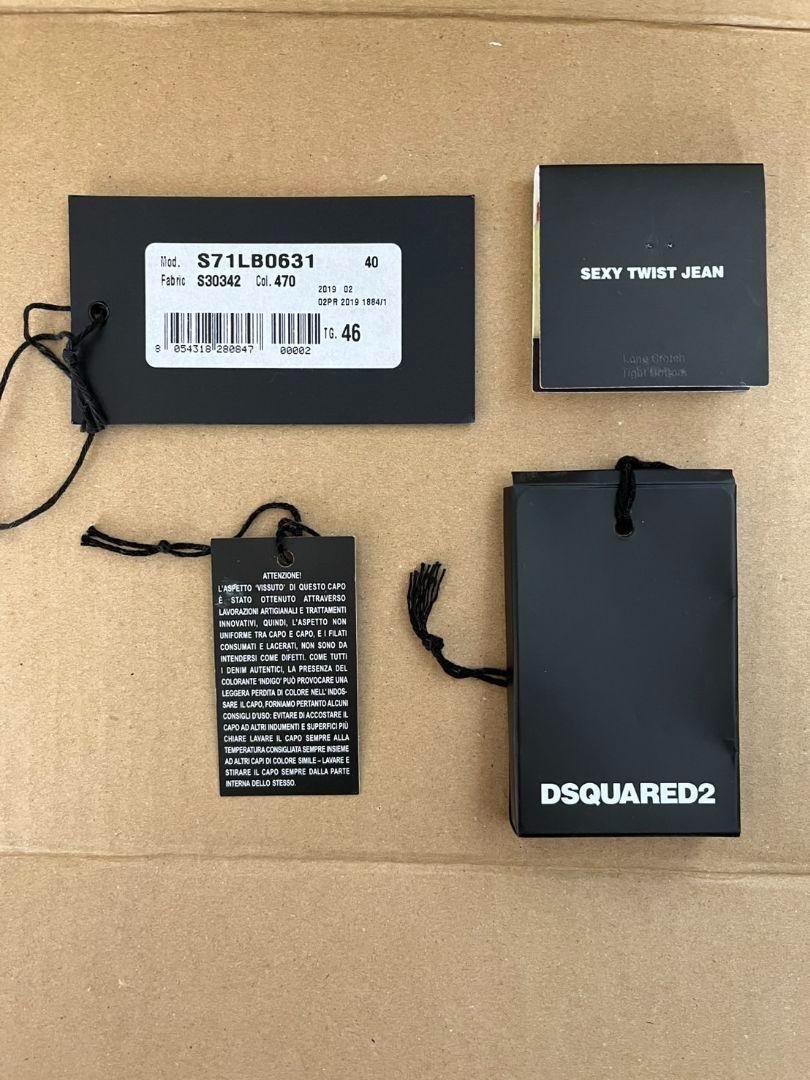 Mod. S71LB0631 40
Fabric S30342 Col. 470
2019 02
02PR 2019 1884/1
TG. 46
8 054318 280847 00002
SEXY TWIST JEAN
Long Crotch
Tight Bottom
ATTENZIONE!
L'ASPETTO 'VISSUTO' DI QUESTO CAPO
È STATO OTTENUTO ATTRAVERSO
LAVORAZIONI ARTIGIANALI E TRATTAMENTI
INNOVATIVI, QUINDI, L'ASPETTO NON
UNIFORME TRA CAPO E CAPO, E I FILATI
CONSUMATI E LACERATI, NON SONO DA
INTENDERSI COME DIFETTI. COME TUTTI
I DENIM AUTENTICI, LA PRESENZA DEL
COLORANTE 'INDIGO' PUÒ PROVOCARE UNA
LEGGERA PERDITA DI COLORE NELL' INDOS-
SARE IL CAPO, FORNIAMO PERTANTO ALCUNI
CONSIGLI D'USO: EVITARE DI ACCOSTARE IL
CAPO AD ALTRI INDUMENTI E SUPERFICI PIÙ
CHIARE LAVARE IL CAPO SEMPRE ALLA
TEMPERATURA CONSIGLIATA SEMPRE INSIEME
AD ALTRI CAPI DI COLORE SIMILE – LAVARE E
STIRARE IL CAPO SEMPRE DALLA PARTE
INTERNA DELLO STESSO.
DSQUARED2